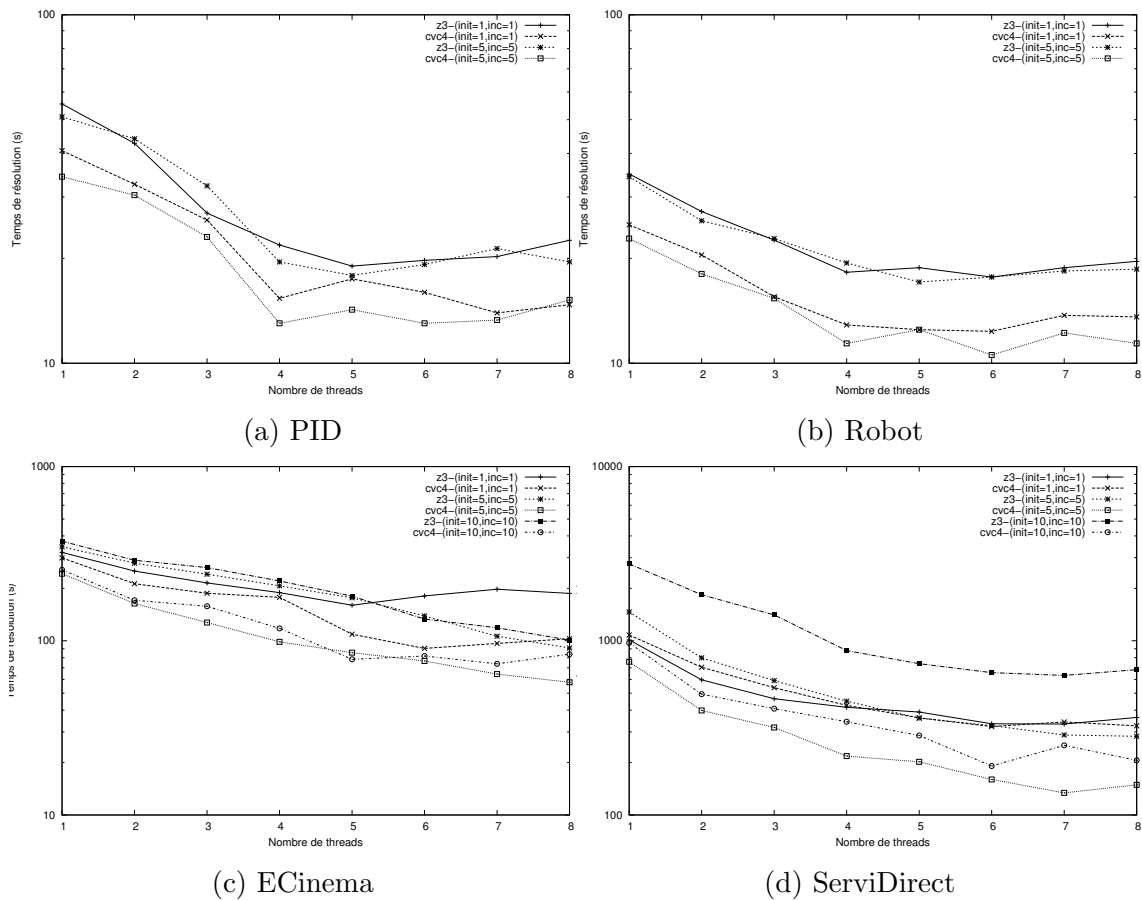 100
10
Temps de résolution (s)
z3-(init=1,inc=1)
cvc4-(init=1,inc=1)
z3-(init=5,inc=5)
cvc4-(init=5,inc=5)
1 2 3 4 5 6 7 8
Nombre de threads
(a) PID
100
10
Temps de résolution (s)
z3-(init=1,inc=1)
cvc4-(init=1,inc=1)
z3-(init=5,inc=5)
cvc4-(init=5,inc=5)
1 2 3 4 5 6 7 8
Nombre de threads
(b) Robot
1000
100
10
Temps de résolution (s)
z3-(init=1,inc=1)
cvc4-(init=1,inc=1)
z3-(init=5,inc=5)
cvc4-(init=5,inc=5)
z3-(init=10,inc=10)
cvc4-(init=10,inc=10)
1 2 3 4 5 6 7 8
Nombre de threads
(c) ECinema
10000
1000
100
z3-(init=1,inc=1)
cvc4-(init=1,inc=1)
z3-(init=5,inc=5)
cvc4-(init=5,inc=5)
z3-(init=10,inc=10)
cvc4-(init=10,inc=10)
1 2 3 4 5 6 7 8
Nombre de threads
(d) ServiDirect